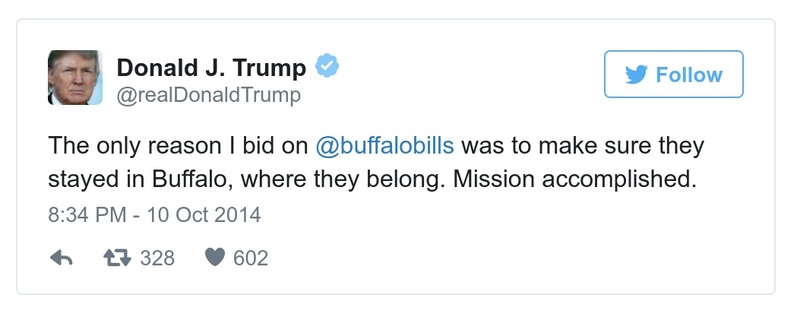 Donald J. Trump
Follow
@realDonaldTrump
The only reason I bid on @buffalobills was to make sure they
stayed in Buffalo, where they belong. Mission accomplished.
8:34 PM - 10 Oct 2014
328 602